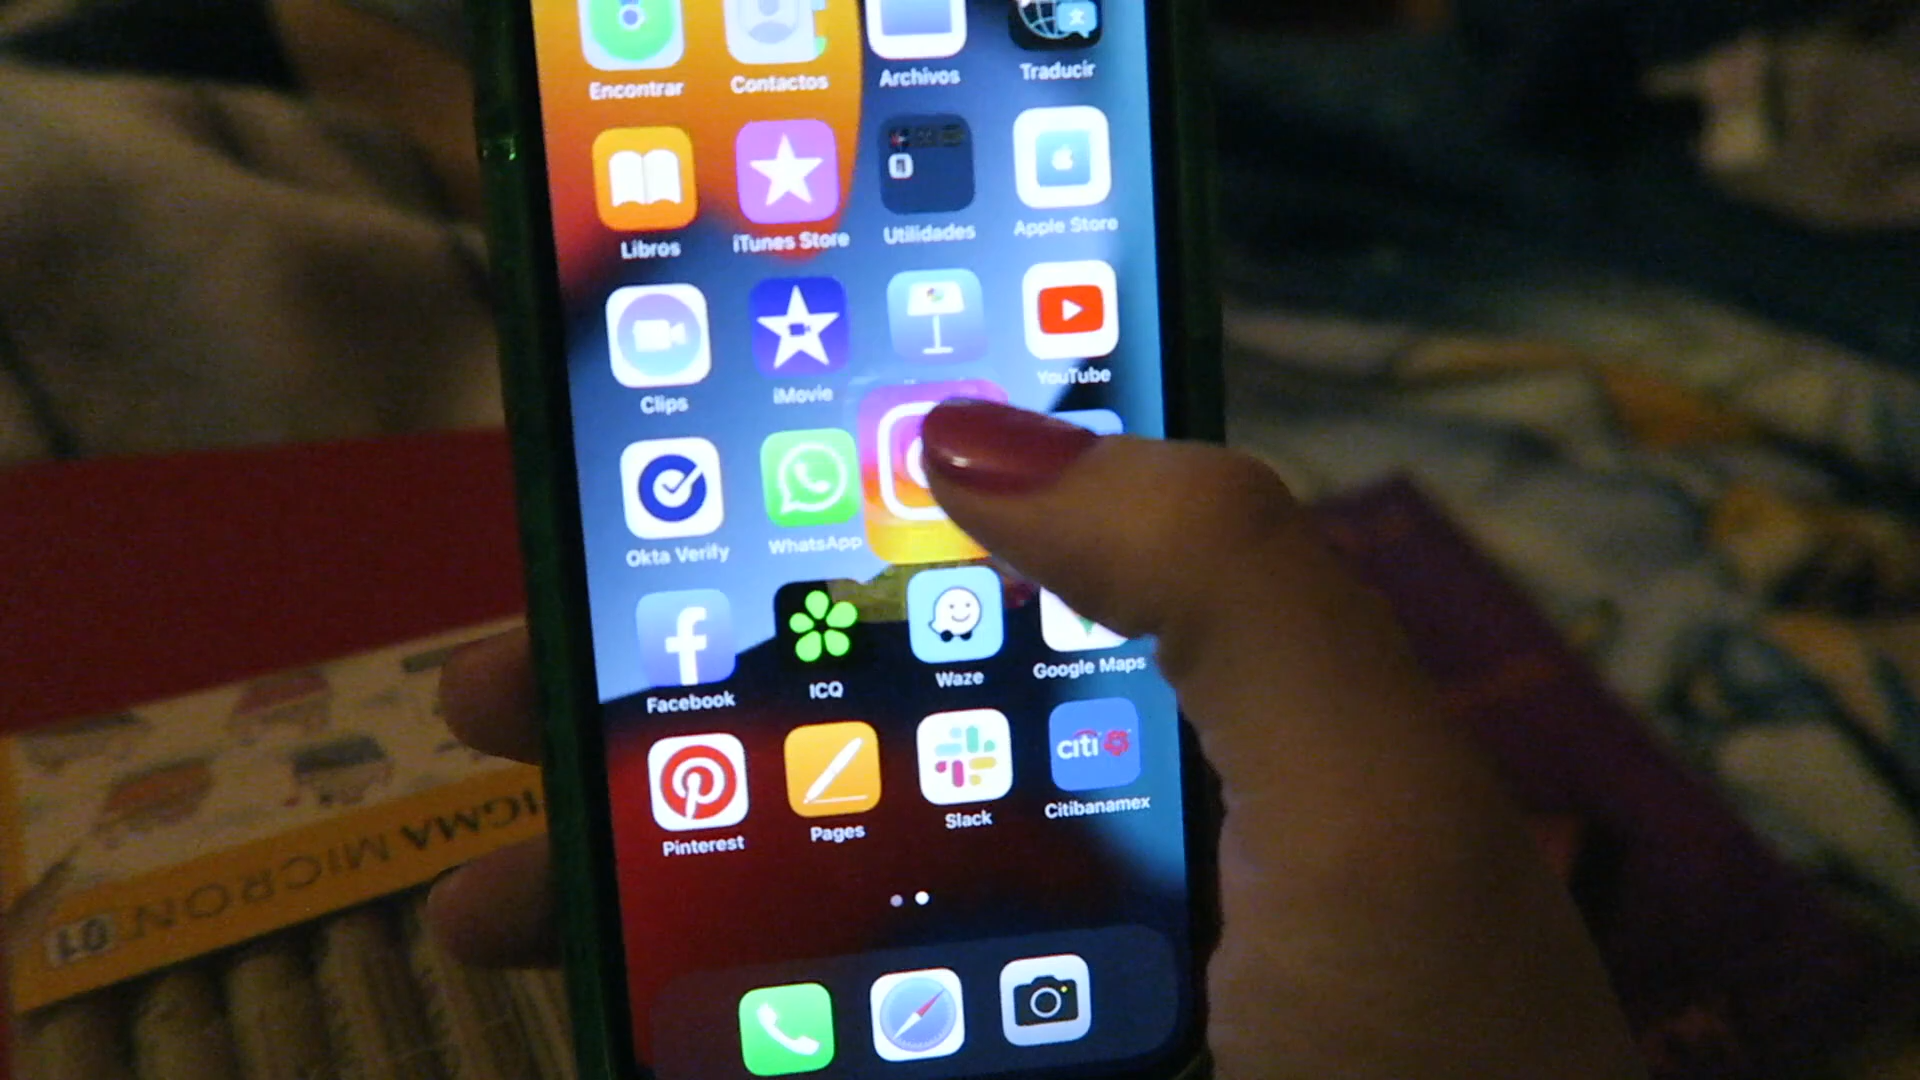 Encontrar Contactos Archivos Traducir
Libros iTunes Store Utilidades Apple Store
Clips iMovie YouTube
Okta Verify WhatsApp
Facebook ICQ Waze Google Maps
citi
Pinterest Pages Slack Citibanamex
IGMA MICRON 01